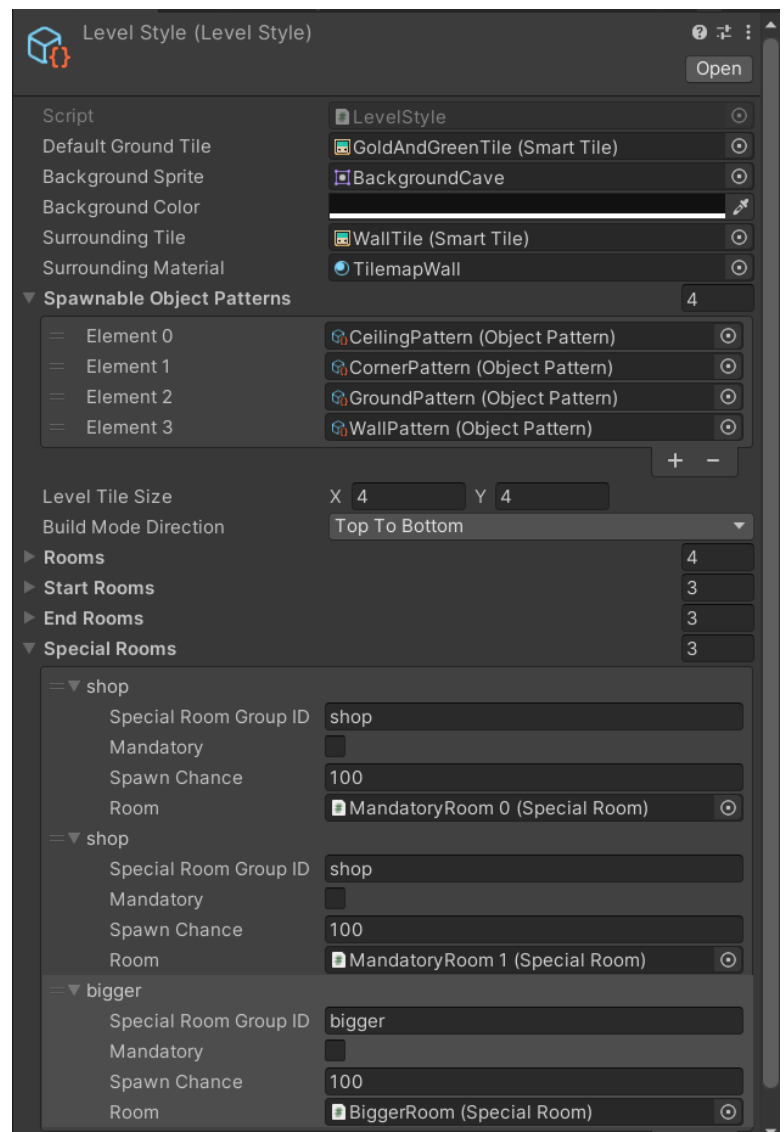 Level Style (Level Style)
Open
Script LevelStyle
Default Ground Tile GoldAndGreenTile (Smart Tile)
Background Sprite BackgroundCave
Background Color
Surrounding Tile WallTile (Smart Tile)
Surrounding Material TilemapWall
Spawnable Object Patterns 4
Element 0 CeilingPattern (Object Pattern)
Element 1 CornerPattern (Object Pattern)
Element 2 GroundPattern (Object Pattern)
Element 3 WallPattern (Object Pattern)
+ −
Level Tile Size X 4 Y 4
Build Mode Direction Top To Bottom
Rooms 4
Start Rooms 3
End Rooms 3
Special Rooms 3
shop
Special Room Group ID shop
Mandatory
Spawn Chance 100
Room MandatoryRoom 0 (Special Room)
shop
Special Room Group ID shop
Mandatory
Spawn Chance 100
Room MandatoryRoom 1 (Special Room)
bigger
Special Room Group ID bigger
Mandatory
Spawn Chance 100
Room BiggerRoom (Special Room)